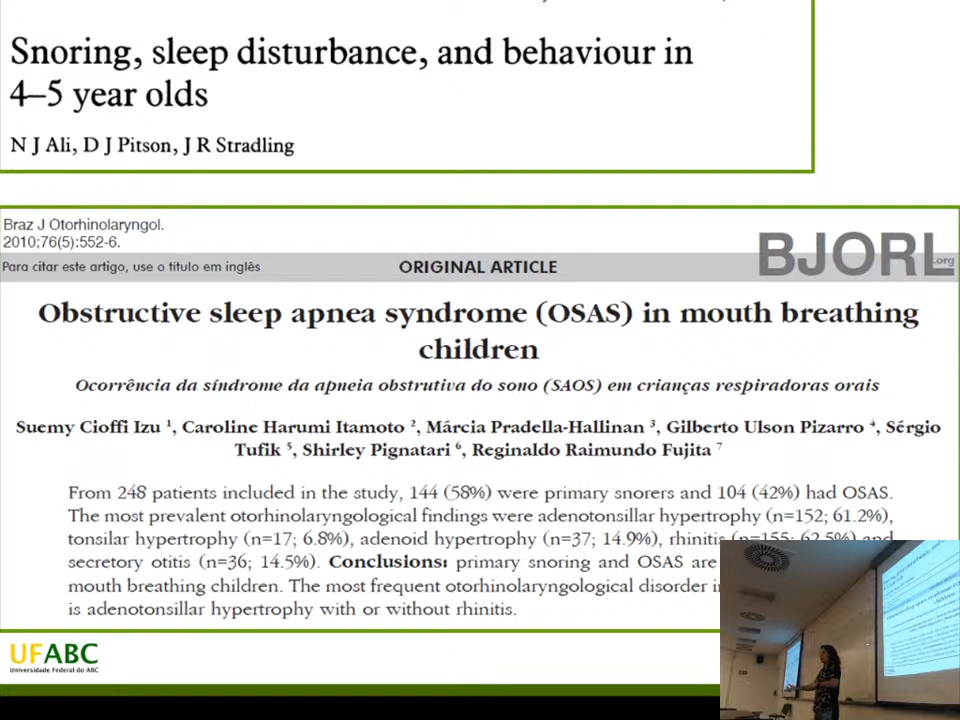 Snoring, sleep disturbance, and behaviour in
4–5 year olds
N J Ali, D J Pitson, J R Stradling
Braz J Otorhinolaryngol.
2010;76(5):552-6.
BJORL
.org
Para citar este artigo, use o título em inglês
ORIGINAL ARTICLE
Obstructive sleep apnea syndrome (OSAS) in mouth breathing
children
Ocorrência da síndrome da apneia obstrutiva do sono (SAOS) em crianças respiradoras orais
Suemy Cioffi Izu ¹, Caroline Harumi Itamoto ², Márcia Pradella-Hallinan ³, Gilberto Ulson Pizarro ⁴, Sérgio
Tufik ⁵, Shirley Pignatari ⁶, Reginaldo Raimundo Fujita ⁷
From 248 patients included in the study, 144 (58%) were primary snorers and 104 (42%) had OSAS.
The most prevalent otorhinolaryngological findings were adenotonsillar hypertrophy (n=152; 61.2%),
tonsilar hypertrophy (n=17; 6.8%), adenoid hypertrophy (n=37; 14.9%), rhinitis (n=155; 62.5%) and
secretory otitis (n=36; 14.5%). Conclusions: primary snoring and OSAS are
mouth breathing children. The most frequent otorhinolaryngological disorder
is adenotonsillar hypertrophy with or without rhinitis.
UFABC
Universidade Federal do ABC